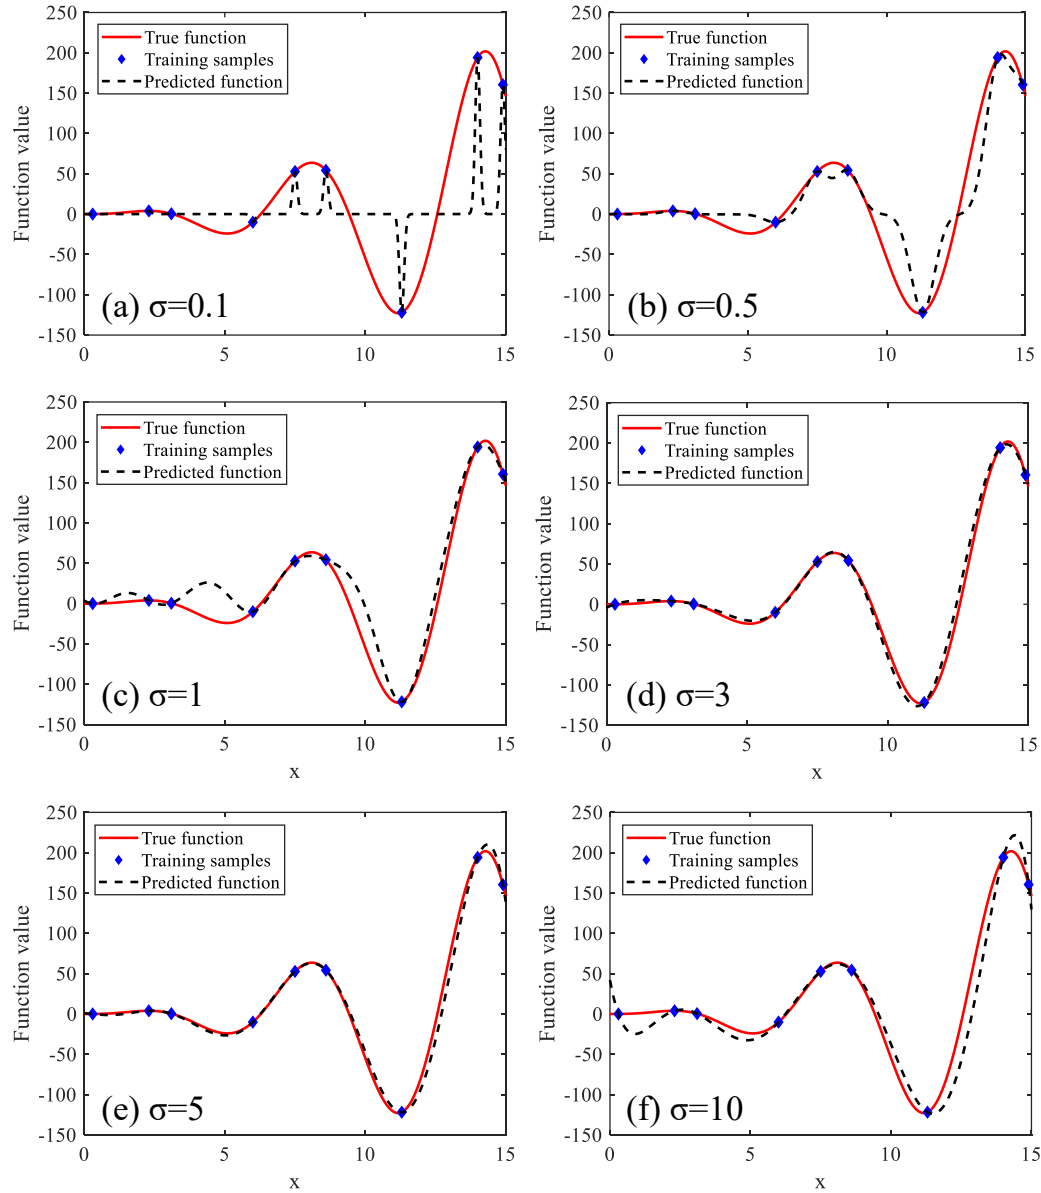 250
200
150
100
50
0
-50
-100
-150
Function value
True function
Training samples
Predicted function
(a) σ=0.1
0
5
10
15
250
200
150
100
50
0
-50
-100
-150
Function value
True function
Training samples
Predicted function
(b) σ=0.5
0
5
10
15
250
200
150
100
50
0
-50
-100
-150
Function value
True function
Training samples
Predicted function
(c) σ=1
0
5
10
15
x
250
200
150
100
50
0
-50
-100
-150
Function value
True function
Training samples
Predicted function
(d) σ=3
0
5
10
15
x
250
200
150
100
50
0
-50
-100
-150
Function value
True function
Training samples
Predicted function
(e) σ=5
0
5
10
15
x
250
200
150
100
50
0
-50
-100
-150
Function value
True function
Training samples
Predicted function
(f) σ=10
0
5
10
15
x